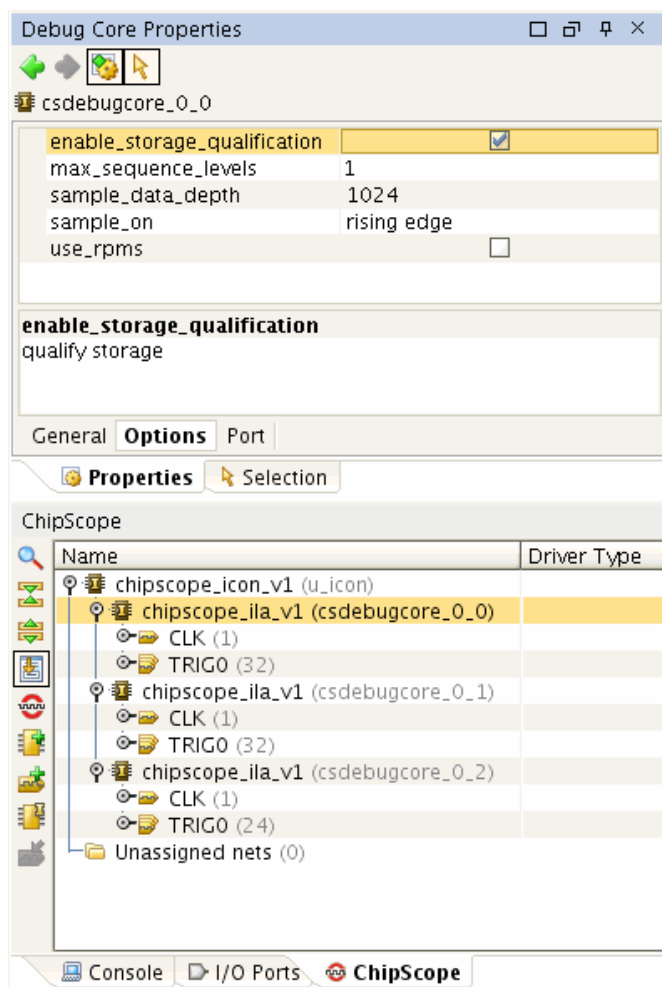 Debug Core Properties
csdebugcore_0_0
enable_storage_qualification
max_sequence_levels 1
sample_data_depth 1024
sample_on rising edge
use_rpms
enable_storage_qualification
qualify storage
General Options Port
Properties Selection
ChipScope
Name Driver Type
chipscope_icon_v1 (u_icon)
chipscope_ila_v1 (csdebugcore_0_0)
CLK (1)
TRIG0 (32)
chipscope_ila_v1 (csdebugcore_0_1)
CLK (1)
TRIG0 (32)
chipscope_ila_v1 (csdebugcore_0_2)
CLK (1)
TRIG0 (24)
Unassigned nets (0)
Console I/O Ports ChipScope